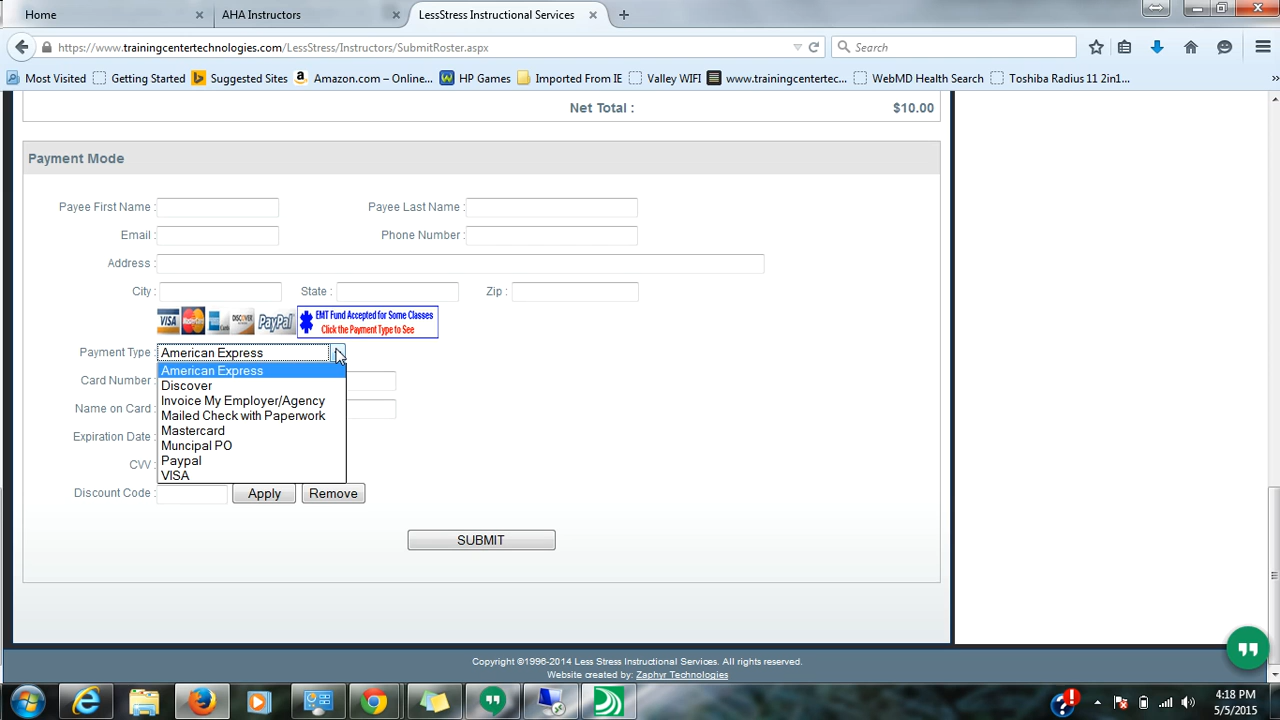 Home
AHA Instructors
LessStress Instructional Services
https://www.trainingcentertechnologies.com/LessStress/Instructors/SubmitRoster.aspx
Search
Most Visited
Getting Started
Suggested Sites
Amazon.com – Online...
HP Games
Imported From IE
Valley WIFI
www.trainingcentertec...
WebMD Health Search
Toshiba Radius 11 2in1...
Net Total : $10.00
Payment Mode
Payee First Name :
Payee Last Name :
Email :
Phone Number :
Address :
City :
State :
Zip :
VISA MasterCard DISCOVER PayPal
EMT Fund Accepted for Some Classes
Click the Payment Type to See
Payment Type : American Express
American Express
Discover
Invoice My Employer/Agency
Mailed Check with Paperwork
Mastercard
Muncipal PO
Paypal
VISA
Card Number :
Name on Card :
Expiration Date :
CVV :
Discount Code :
Apply
Remove
SUBMIT
Copyright ©1996-2014 Less Stress Instructional Services. All rights reserved.
Website created by: Zaphyr Technologies
4:18 PM
5/5/2015